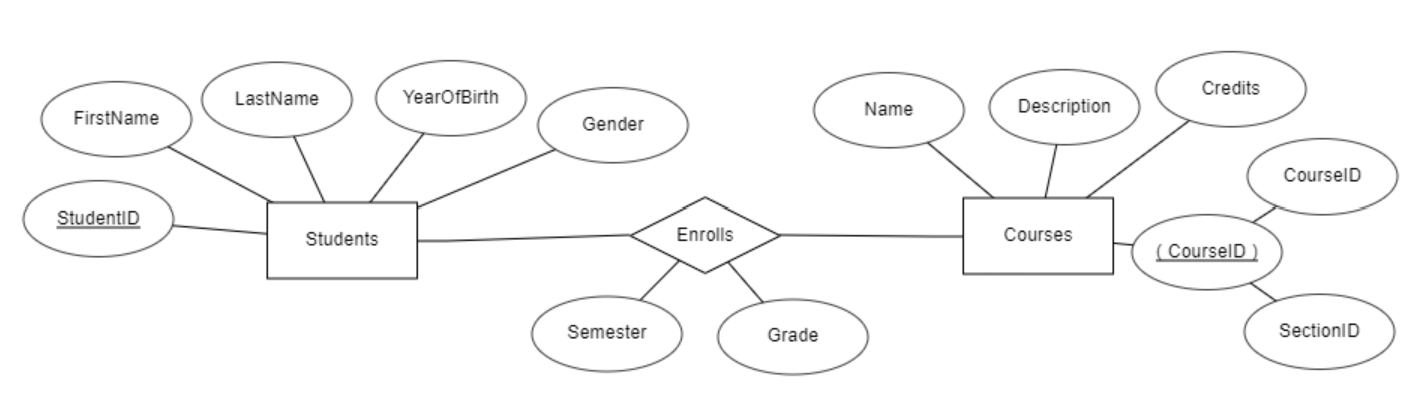 FirstName
LastName
YearOfBirth
Gender
StudentID
Students
Enrolls
Semester
Grade
Name
Description
Credits
Courses
CourseID
( CourseID )
SectionID